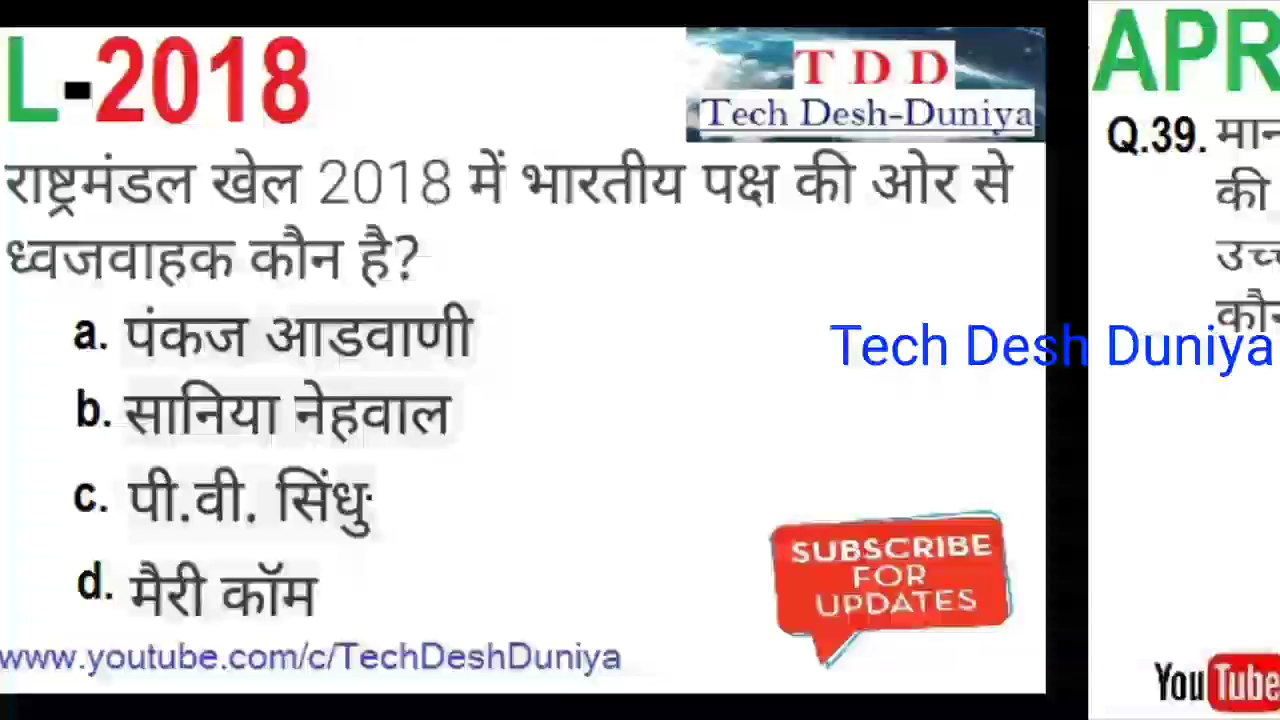 L-2018
T D D
Tech Desh-Duniya
राष्ट्रमंडल खेल 2018 में भारतीय पक्ष की ओर से
ध्वजवाहक कौन है?
a. पंकज आडवाणी
b. सानिया नेहवाल
c. पी.वी. सिंधु
d. मैरी कॉम
SUBSCRIBE
FOR
UPDATES
www.youtube.com/c/TechDeshDuniya
Tech Desh Duniya
APR
Q.39.
की
YouTube